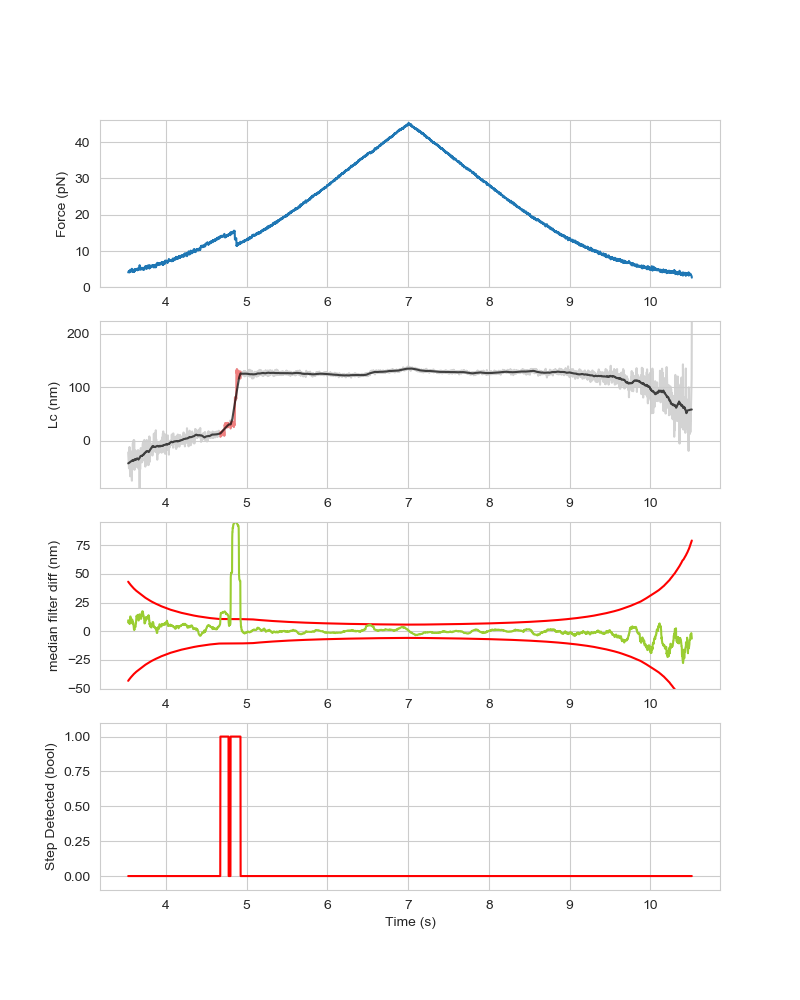 Force (pN)
40
30
20
10
0
4 5 6 7 8 9 10
Lc (nm)
200
100
0
4 5 6 7 8 9 10
median filter diff (nm)
75
50
25
0
−25
−50
4 5 6 7 8 9 10
Step Detected (bool)
1.00
0.75
0.50
0.25
0.00
4 5 6 7 8 9 10
Time (s)